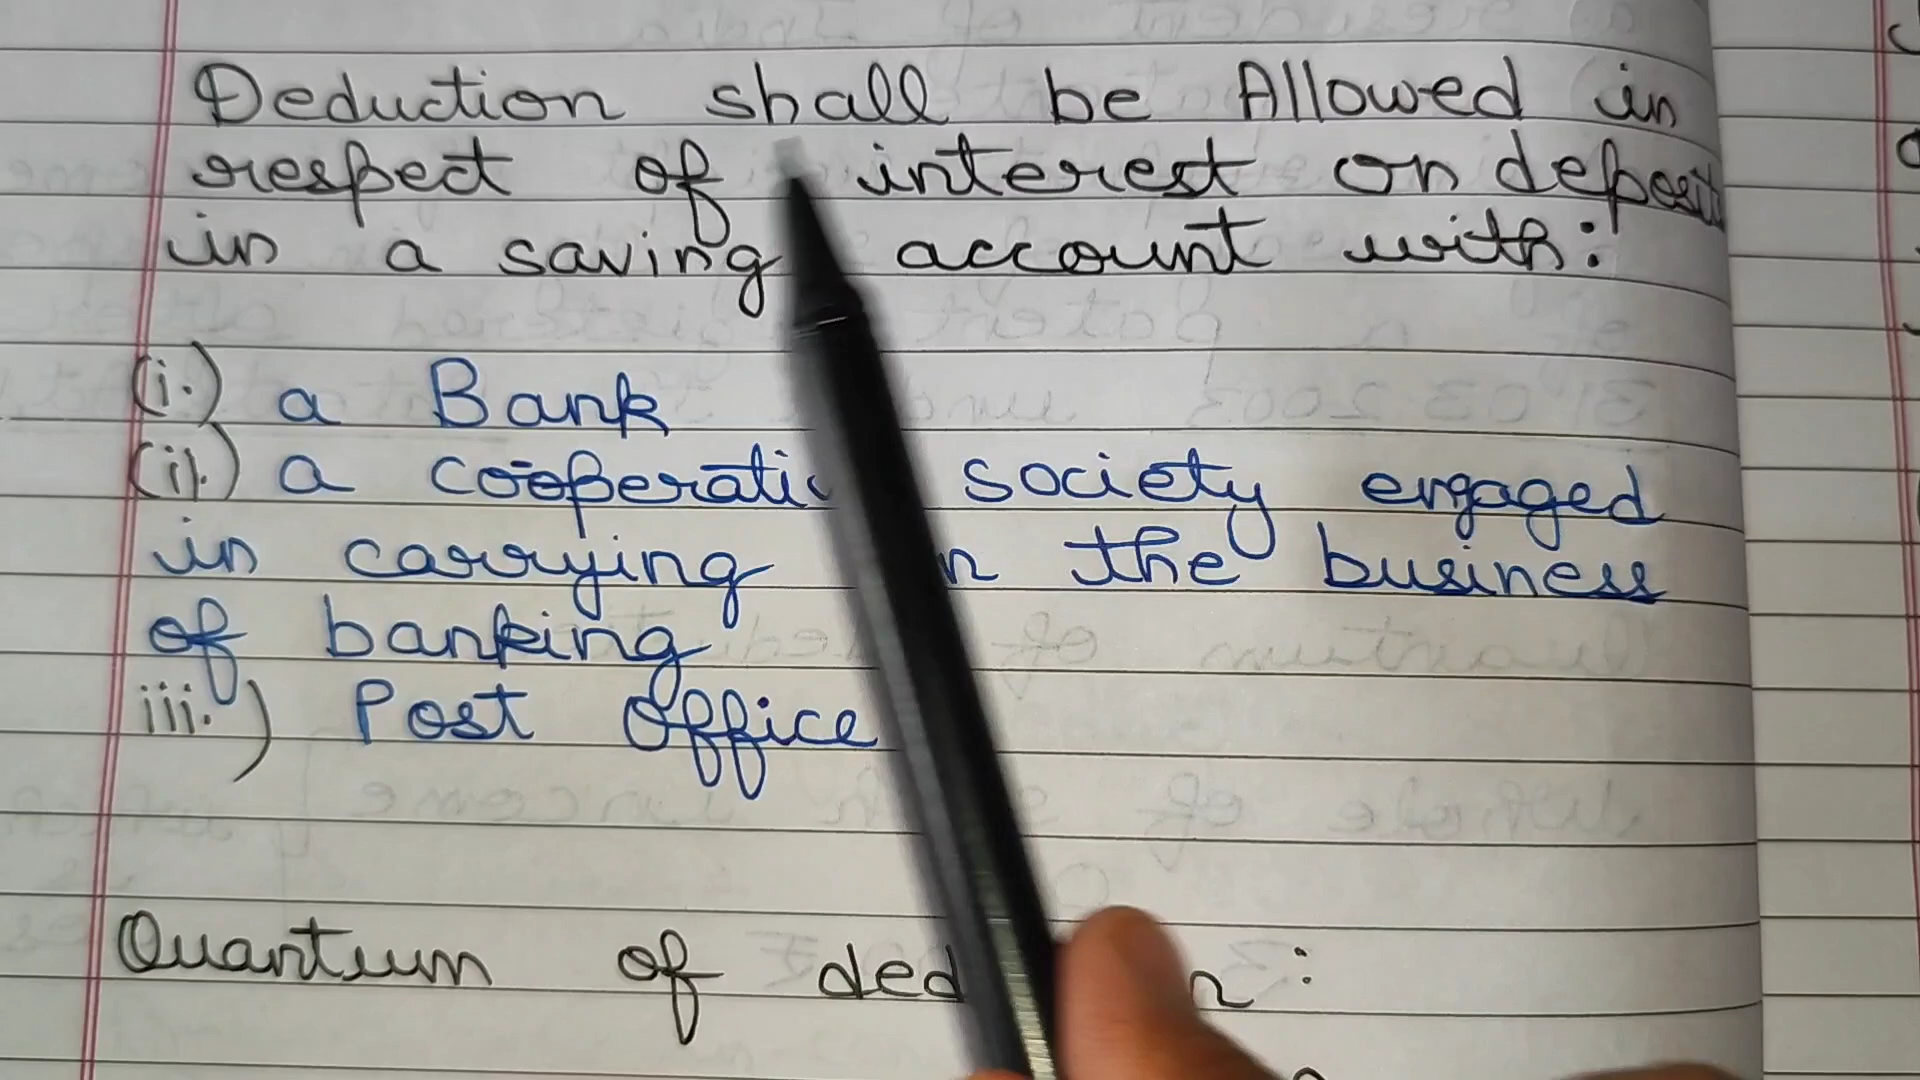 Deduction shall be Allowed in
respect of interest on deposit
in a saving account with:
(i.) a Bank
(ii.) a cooperati society engaged
in carrying n the business
of banking
iii.) Post Office
Quantum of ded n: